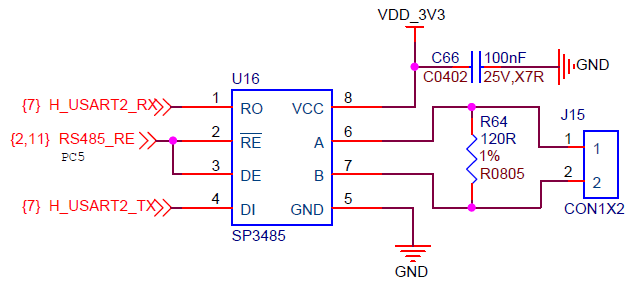 VDD_3V3
C66 100nF
C0402 25V,X7R
GND
U16
{7} H_USART2_RX 1 RO VCC 8
{2,11} RS485_RE 2 RE A 6
PC5
3 DE B 7
{7} H_USART2_TX 4 DI GND 5
SP3485
GND
R64
120R
1%
R0805
J15
1 1
2 2
CON1X2